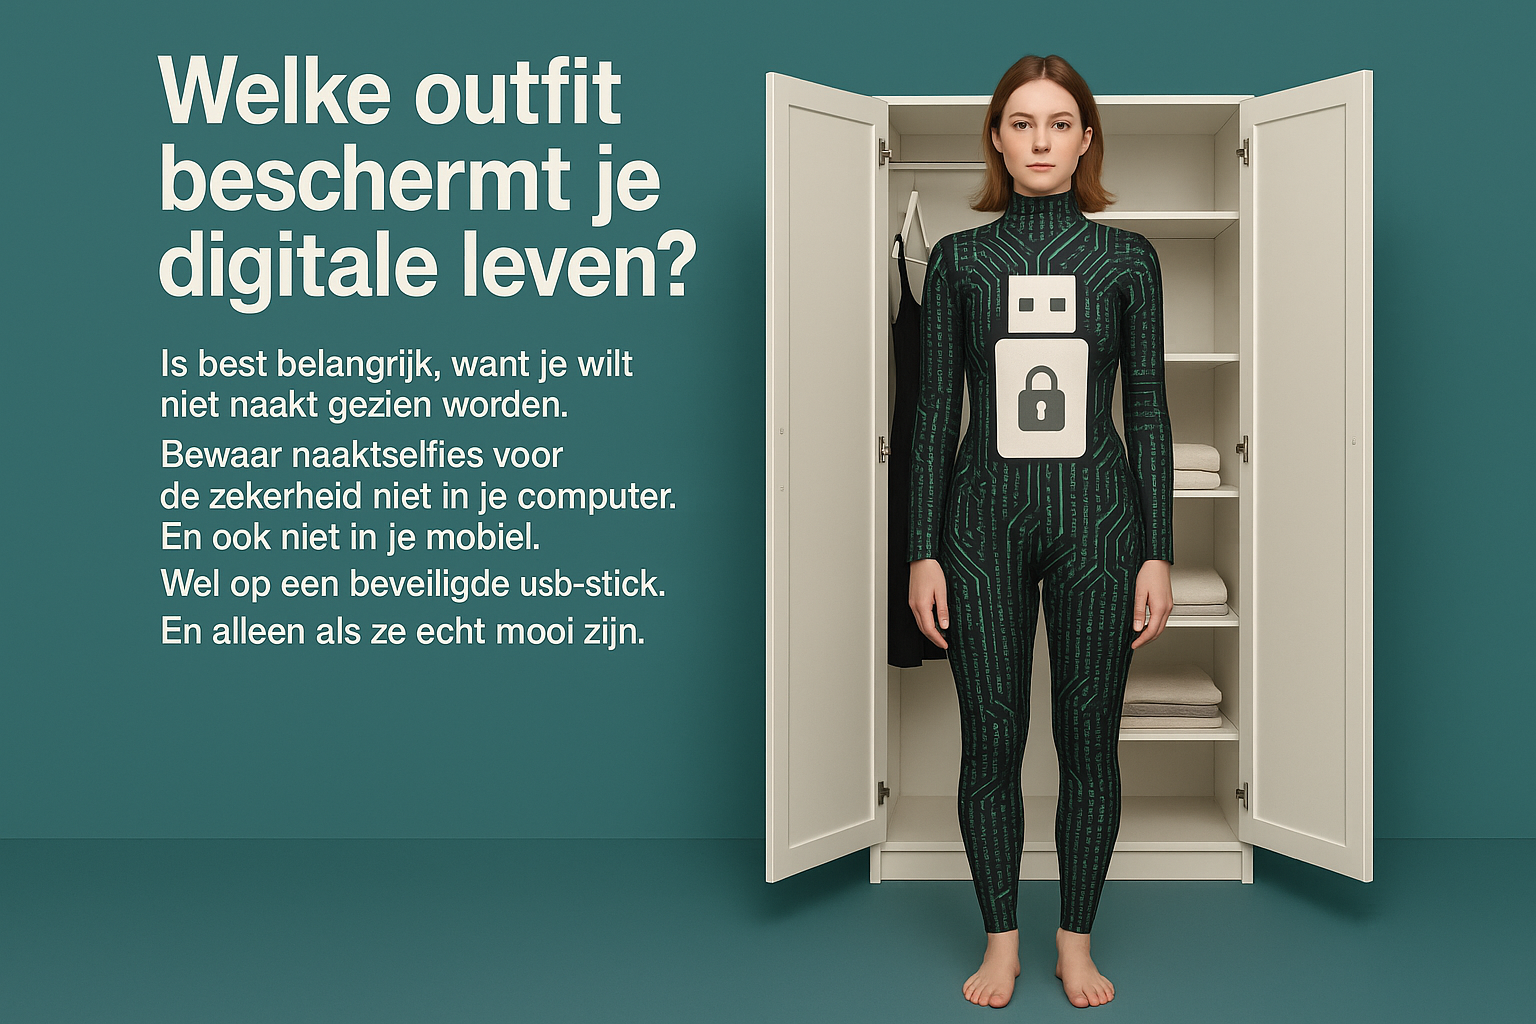 Welke outfit
beschermt je
digitale leven?
Is best belangrijk, want je wilt
niet naakt gezien worden.
Bewaar naaktselfies voor
de zekerheid niet in je computer.
En ook niet in je mobiel.
Wel op een beveiligde usb-stick.
En alleen als ze echt mooi zijn.